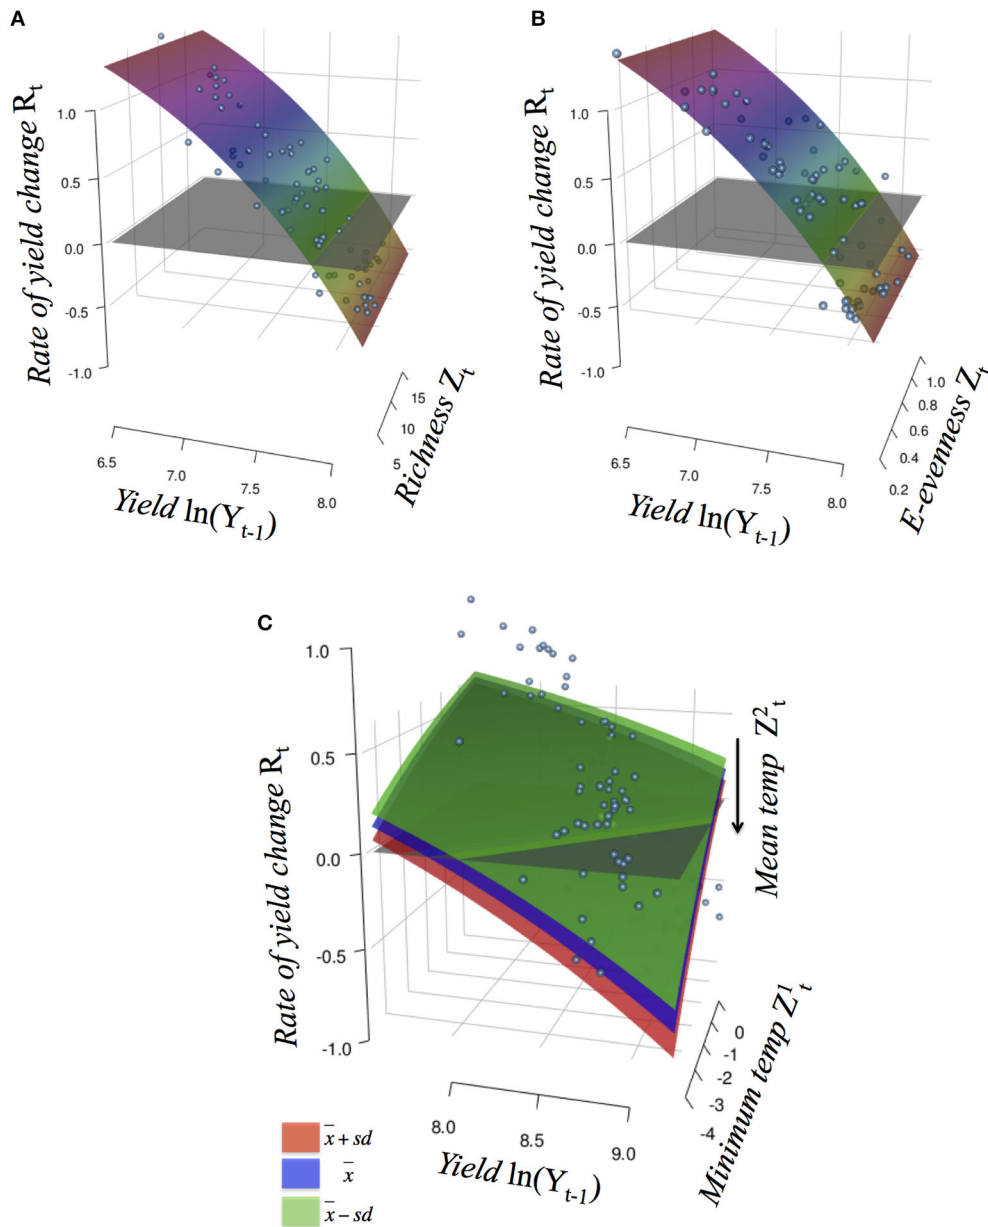 A
Rate of yield change Rt
1.0
0.5
0.0
-0.5
-1.0
6.5
7.0
7.5
8.0
Yield ln(Yt-1)
5
10
15
Richness Zt
B
Rate of yield change Rt
1.0
0.5
0.0
-0.5
-1.0
6.5
7.0
7.5
8.0
Yield ln(Yt-1)
0.2
0.4
0.6
0.8
1.0
E-evenness Zt
C
Rate of yield change Rt
1.0
0.5
0.0
-0.5
-1.0
8.0
8.5
9.0
Yield ln(Yt-1)
0
-1
-2
-3
-4
Minimum temp Z1t
Mean temp Z2t
x̅ + sd
x̅
x̅ – sd